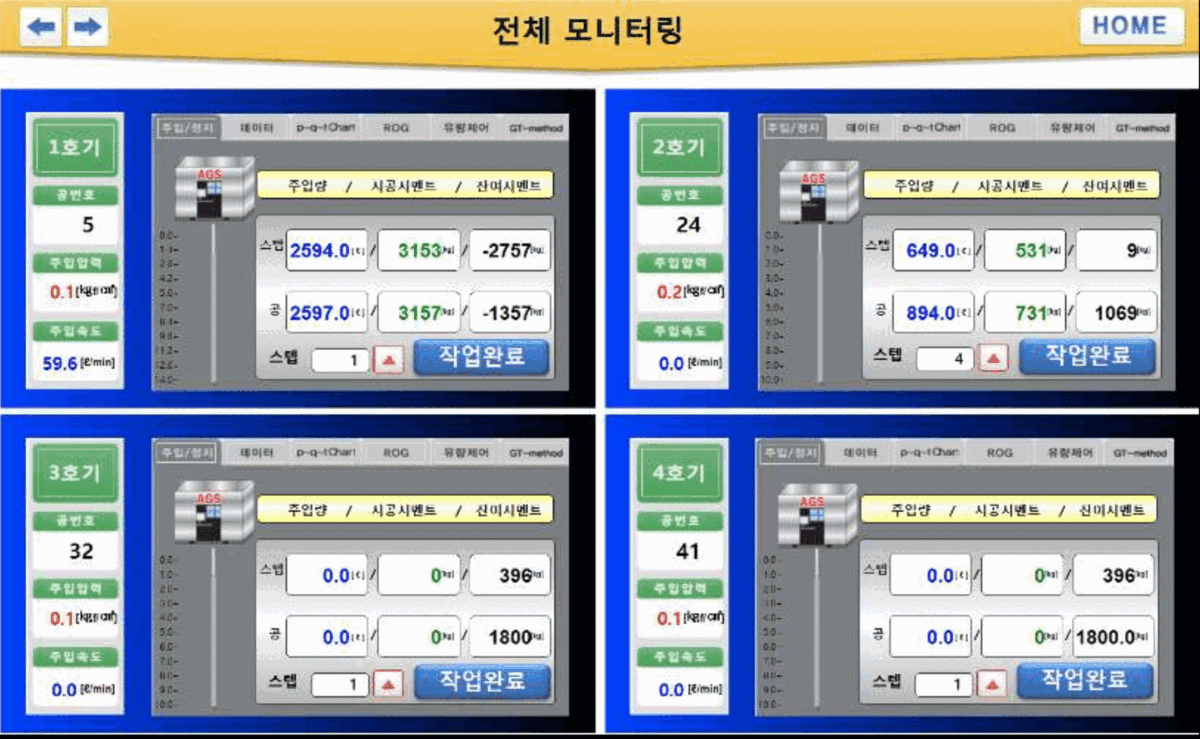 전체 모니터링
HOME
1호기
공번호
5
주입압력
0.1[kgf/㎠]
주입속도
59.6[ℓ/min]
주입/정지 데이터 p-q-t Chart ROG 유량제어 GT-method
AGS
주입량 / 시공시멘트 / 잔여시멘트
스텝 2594.0[ℓ] / 3153[kg] / -2757[kg]
공 2597.0[ℓ] / 3157[kg] / -1357[kg]
스텝 1 작업완료
2호기
공번호
24
주입압력
0.2[kgf/㎠]
주입속도
0.0[ℓ/min]
주입/정지 데이터 p-q-t Chart ROG 유량제어 GT-method
AGS
주입량 / 시공시멘트 / 잔여시멘트
스텝 649.0[ℓ] / 531[kg] / 9[kg]
공 894.0[ℓ] / 731[kg] / 1069[kg]
스텝 4 작업완료
3호기
공번호
32
주입압력
0.1[kgf/㎠]
주입속도
0.0[ℓ/min]
주입/정지 데이터 p-q-t Chart ROG 유량제어 GT-method
AGS
주입량 / 시공시멘트 / 잔여시멘트
스텝 0.0[ℓ] / 0[kg] / 396[kg]
공 0.0[ℓ] / 0[kg] / 1800[kg]
스텝 1 작업완료
4호기
공번호
41
주입압력
0.1[kgf/㎠]
주입속도
0.0[ℓ/min]
주입/정지 데이터 p-q-t Chart ROG 유량제어 GT-method
AGS
주입량 / 시공시멘트 / 잔여시멘트
스텝 0.0[ℓ] / 0[kg] / 396[kg]
공 0.0[ℓ] / 0[kg] / 1800.0[kg]
스텝 1 작업완료